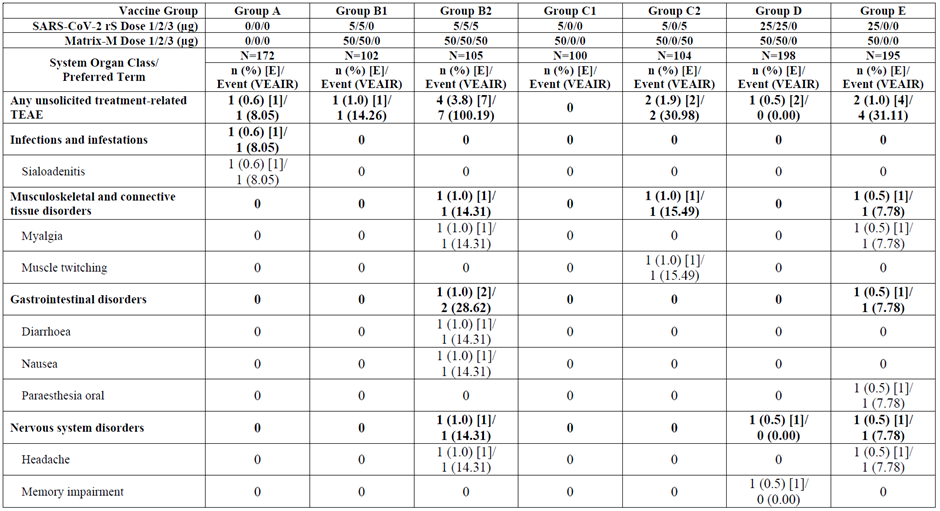 Vaccine Group Group A Group B1 Group B2 Group C1 Group C2 Group D Group E
SARS-CoV-2 rS Dose 1/2/3 (μg) 0/0/0 5/5/0 5/5/5 5/0/0 5/0/5 25/25/0 25/0/0
Matrix-M Dose 1/2/3 (μg) 0/0/0 50/50/0 50/50/50 50/0/0 50/0/50 50/50/0 50/0/0
System Organ Class/ N=172 N=102 N=105 N=100 N=104 N=198 N=195
Preferred Term n (%) [E]/ n (%) [E]/ n (%) [E]/ n (%) [E]/ n (%) [E]/ n (%) [E]/ n (%) [E]/
Event (VEAIR) Event (VEAIR) Event (VEAIR) Event (VEAIR) Event (VEAIR) Event (VEAIR) Event (VEAIR)
Any unsolicited treatment-related 1 (0.6) [1]/ 1 (1.0) [1]/ 4 (3.8) [7]/ 0 2 (1.9) [2]/ 1 (0.5) [2]/ 2 (1.0) [4]/
TEAE 1 (8.05) 1 (14.26) 7 (100.19) 2 (30.98) 0 (0.00) 4 (31.11)
Infections and infestations 1 (0.6) [1]/ 0 0 0 0 0 0
1 (8.05)
Sialoadenitis 1 (0.6) [1]/ 0 0 0 0 0 0
1 (8.05)
Musculoskeletal and connective 0 0 1 (1.0) [1]/ 0 1 (1.0) [1]/ 0 1 (0.5) [1]/
tissue disorders 1 (14.31) 1 (15.49) 1 (7.78)
Myalgia 0 0 1 (1.0) [1]/ 0 0 0 1 (0.5) [1]/
1 (14.31) 1 (7.78)
Muscle twitching 0 0 0 0 1 (1.0) [1]/ 0 0
1 (15.49)
Gastrointestinal disorders 0 0 1 (1.0) [2]/ 0 0 0 1 (0.5) [1]/
2 (28.62) 1 (7.78)
Diarrhoea 0 0 1 (1.0) [1]/ 0 0 0 0
1 (14.31)
Nausea 0 0 1 (1.0) [1]/ 0 0 0 0
1 (14.31)
Paraesthesia oral 0 0 0 0 0 0 1 (0.5) [1]/
1 (7.78)
Nervous system disorders 0 0 1 (1.0) [1]/ 0 0 1 (0.5) [1]/ 1 (0.5) [1]/
1 (14.31) 0 (0.00) 1 (7.78)
Headache 0 0 1 (1.0) [1]/ 0 0 0 1 (0.5) [1]/
1 (14.31) 1 (7.78)
Memory impairment 0 0 0 0 0 1 (0.5) [1]/ 0
0 (0.00)